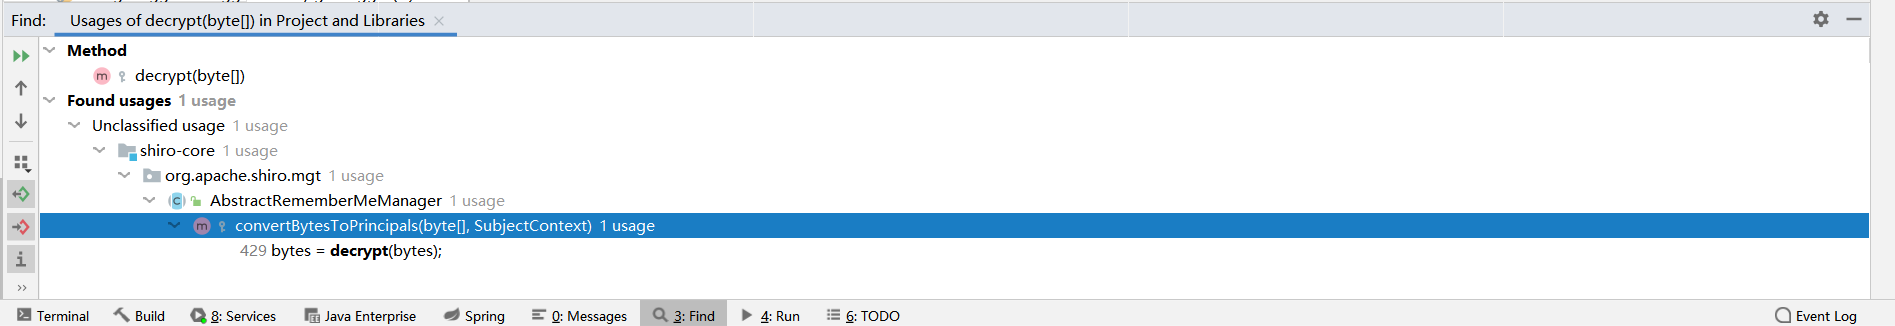 Find: Usages of decrypt(byte[]) in Project and Libraries
Method
m decrypt(byte[])
Found usages 1 usage
Unclassified usage 1 usage
shiro-core 1 usage
org.apache.shiro.mgt 1 usage
C AbstractRememberMeManager 1 usage
m convertBytesToPrincipals(byte[], SubjectContext) 1 usage
429 bytes = decrypt(bytes);
Terminal Build 8: Services Java Enterprise Spring 0: Messages 3: Find 4: Run 6: TODO Event Log